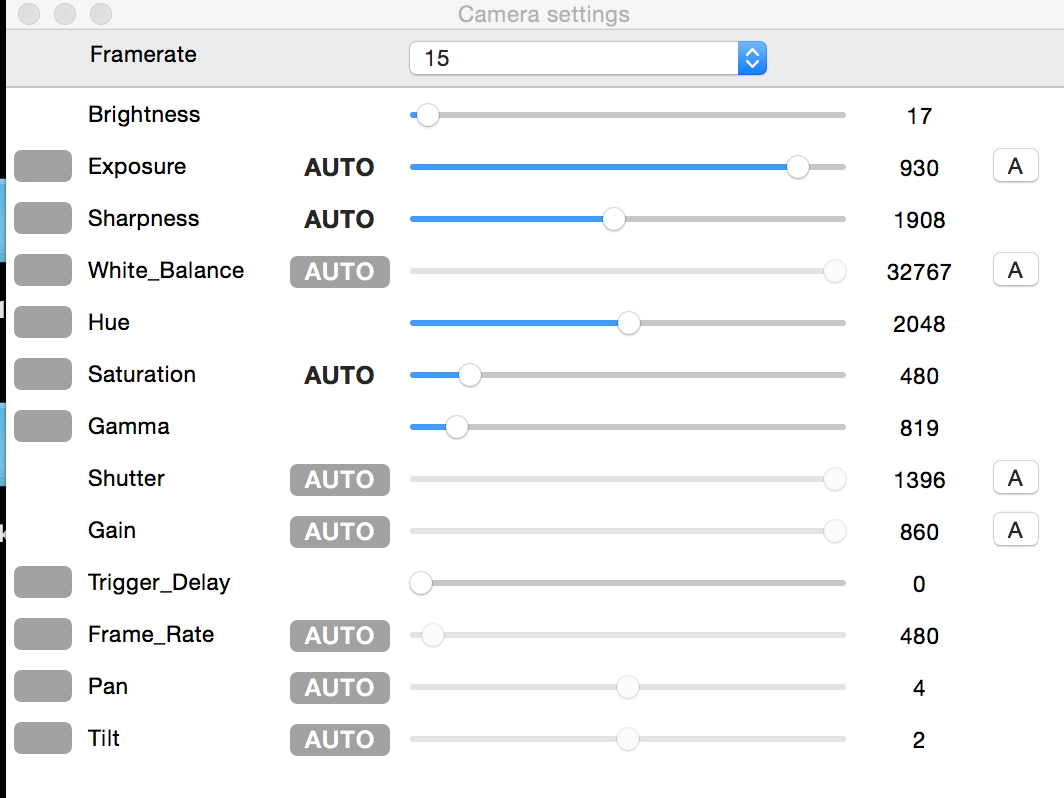 Camera settings
Framerate 15
Brightness 17
Exposure AUTO 930 A
Sharpness AUTO 1908
White_Balance AUTO 32767 A
Hue 2048
Saturation AUTO 480
Gamma 819
Shutter AUTO 1396 A
Gain AUTO 860 A
Trigger_Delay 0
Frame_Rate AUTO 480
Pan AUTO 4
Tilt AUTO 2